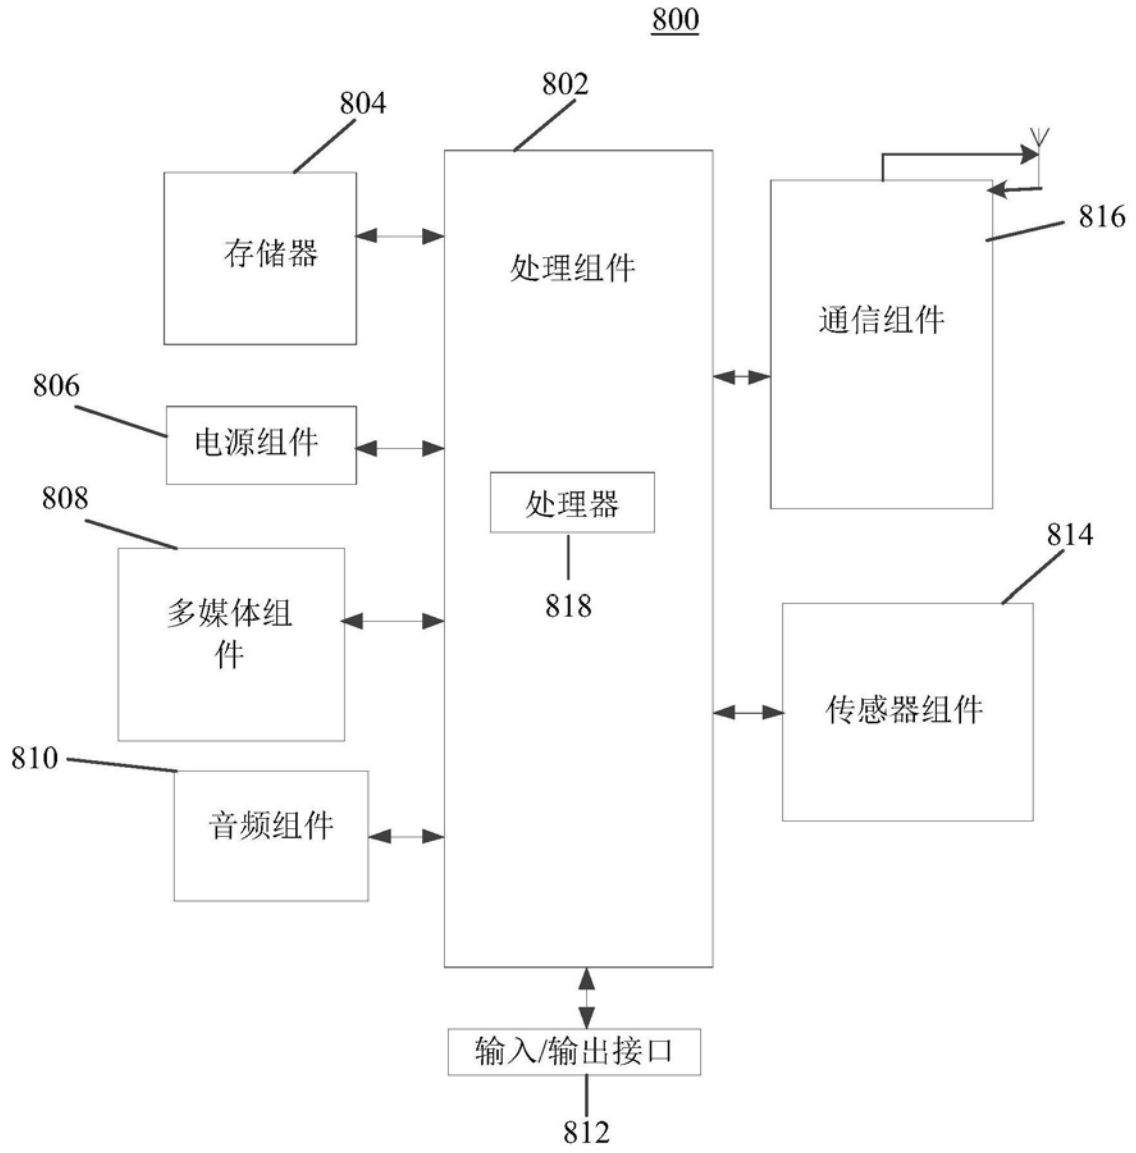 800
802
804
816
存储器
处理组件
通信组件
806
电源组件
808
处理器
814
818
多媒体组
件
传感器组件
810
音频组件
输入/输出接口
812